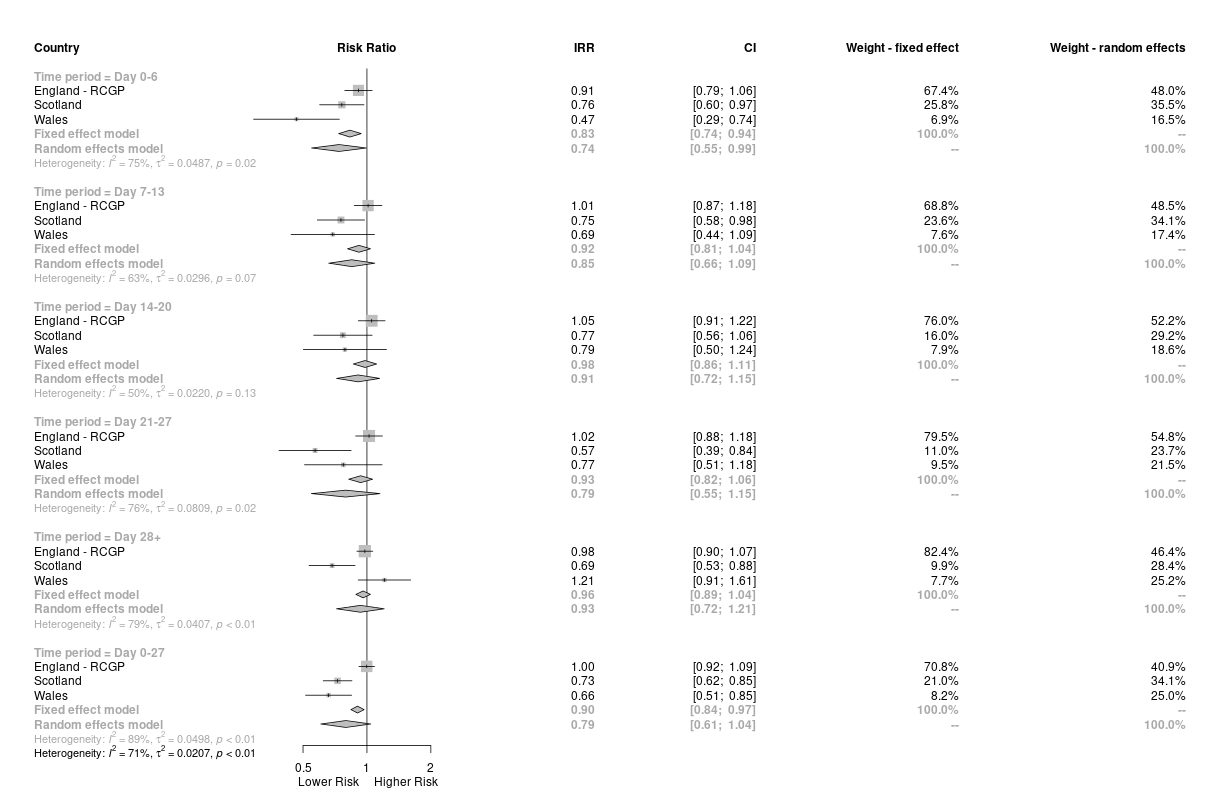 Country Risk Ratio IRR CI Weight - fixed effect Weight - random effects
Time period = Day 0-6
England - RCGP 0.91 [0.79; 1.06] 67.4% 48.0%
Scotland 0.76 [0.60; 0.97] 25.8% 35.5%
Wales 0.47 [0.29; 0.74] 6.9% 16.5%
Fixed effect model 0.83 [0.74; 0.94] 100.0% --
Random effects model 0.74 [0.55; 0.99] -- 100.0%
Heterogeneity: I² = 75%, τ² = 0.0487, p = 0.02
Time period = Day 7-13
England - RCGP 1.01 [0.87; 1.18] 68.8% 48.5%
Scotland 0.75 [0.58; 0.98] 23.6% 34.1%
Wales 0.69 [0.44; 1.09] 7.6% 17.4%
Fixed effect model 0.92 [0.81; 1.04] 100.0% --
Random effects model 0.85 [0.66; 1.09] -- 100.0%
Heterogeneity: I² = 63%, τ² = 0.0296, p = 0.07
Time period = Day 14-20
England - RCGP 1.05 [0.91; 1.22] 76.0% 52.2%
Scotland 0.77 [0.56; 1.06] 16.0% 29.2%
Wales 0.79 [0.50; 1.24] 7.9% 18.6%
Fixed effect model 0.98 [0.86; 1.11] 100.0% --
Random effects model 0.91 [0.72; 1.15] -- 100.0%
Heterogeneity: I² = 50%, τ² = 0.0220, p = 0.13
Time period = Day 21-27
England - RCGP 1.02 [0.88; 1.18] 79.5% 54.8%
Scotland 0.57 [0.39; 0.84] 11.0% 23.7%
Wales 0.77 [0.51; 1.18] 9.5% 21.5%
Fixed effect model 0.93 [0.82; 1.06] 100.0% --
Random effects model 0.79 [0.55; 1.15] -- 100.0%
Heterogeneity: I² = 76%, τ² = 0.0809, p = 0.02
Time period = Day 28+
England - RCGP 0.98 [0.90; 1.07] 82.4% 46.4%
Scotland 0.69 [0.53; 0.88] 9.9% 28.4%
Wales 1.21 [0.91; 1.61] 7.7% 25.2%
Fixed effect model 0.96 [0.89; 1.04] 100.0% --
Random effects model 0.93 [0.72; 1.21] -- 100.0%
Heterogeneity: I² = 79%, τ² = 0.0407, p < 0.01
Time period = Day 0-27
England - RCGP 1.00 [0.92; 1.09] 70.8% 40.9%
Scotland 0.73 [0.62; 0.85] 21.0% 34.1%
Wales 0.66 [0.51; 0.85] 8.2% 25.0%
Fixed effect model 0.90 [0.84; 0.97] 100.0% --
Random effects model 0.79 [0.61; 1.04] -- 100.0%
Heterogeneity: I² = 89%, τ² = 0.0498, p < 0.01
Heterogeneity: I² = 71%, τ² = 0.0207, p < 0.01
0.5 1 2
Lower Risk Higher Risk